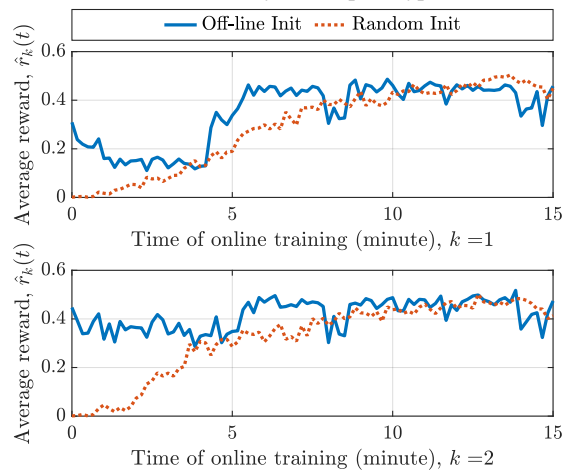 Off-line Init Random Init
Average reward, r̂ₖ(t)
0.6
0.4
0.2
0
0 5 10 15
Time of online training (minute), k =1
Average reward, r̂ₖ(t)
0.6
0.4
0.2
0
0 5 10 15
Time of online training (minute), k =2